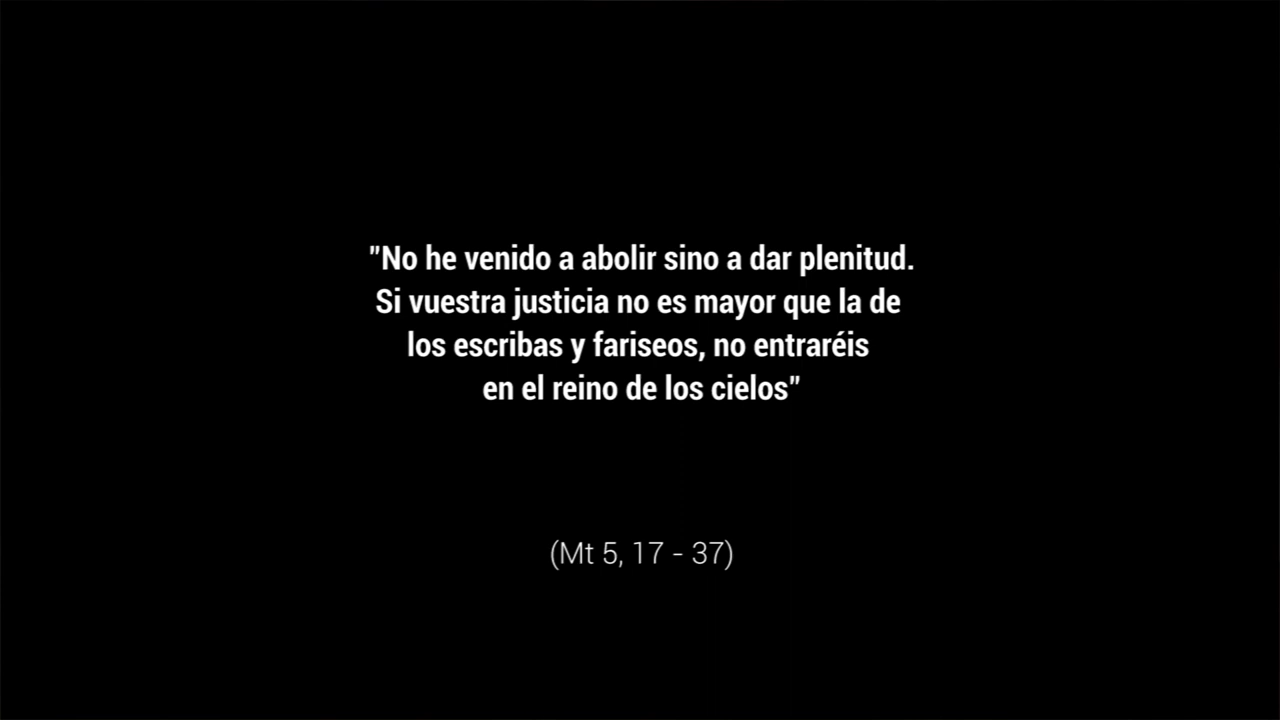 "No he venido a abolir sino a dar plenitud.
Si vuestra justicia no es mayor que la de
los escribas y fariseos, no entraréis
en el reino de los cielos”
(Mt 5, 17 - 37)